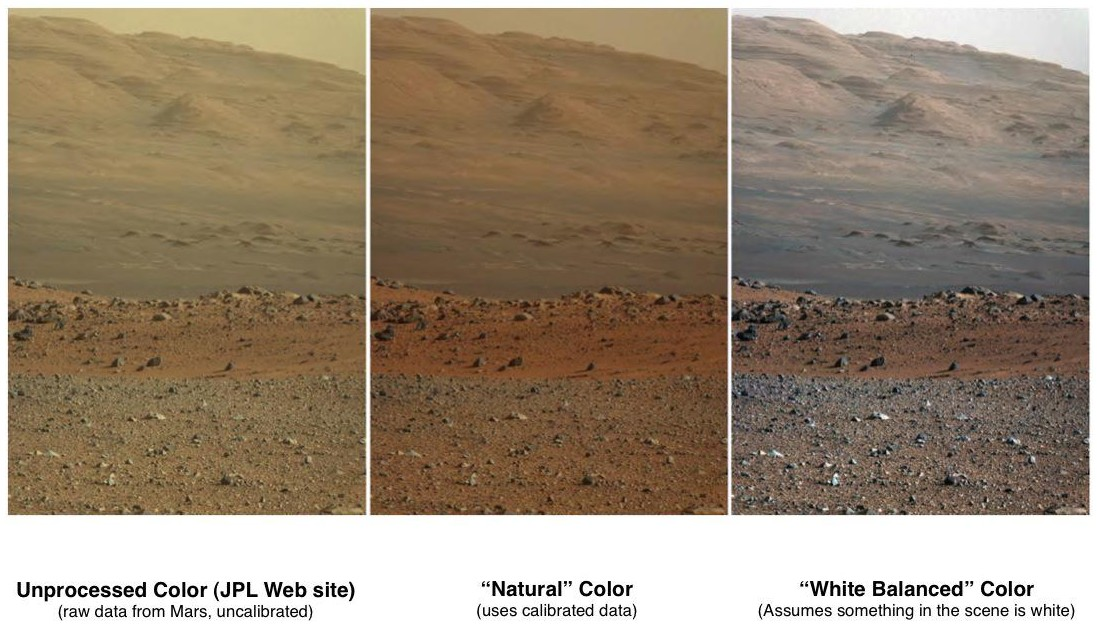 Unprocessed Color (JPL Web site)
(raw data from Mars, uncalibrated)
“Natural” Color
(uses calibrated data)
“White Balanced” Color
(Assumes something in the scene is white)